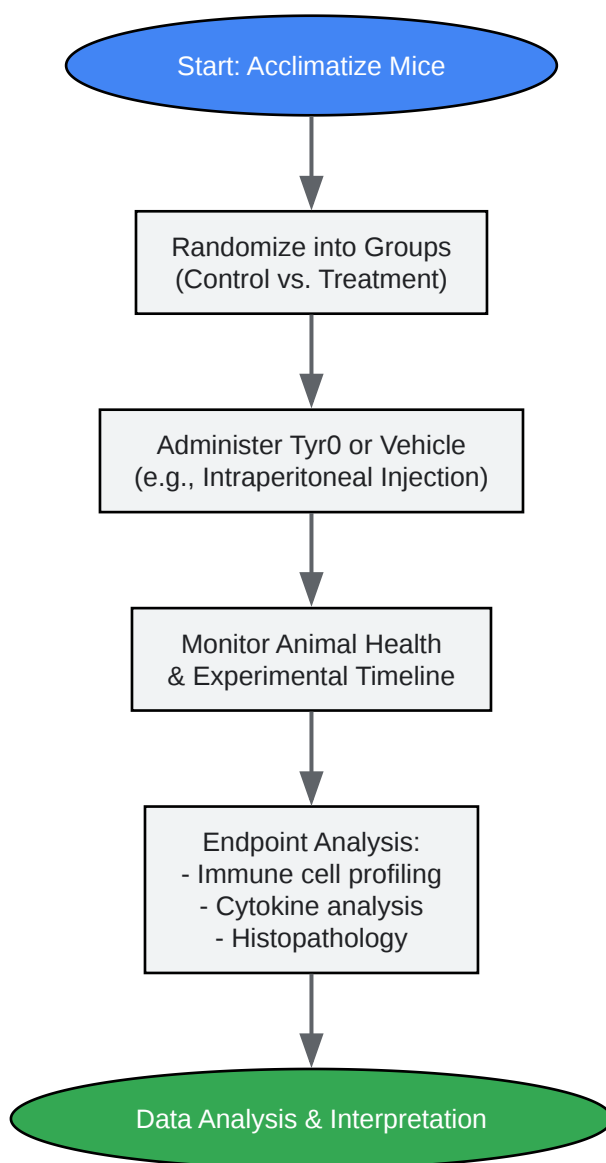 Start: Acclimatize Mice
Randomize into Groups
(Control vs. Treatment)
Administer Tyr0 or Vehicle
(e.g., Intraperitoneal Injection)
Monitor Animal Health
& Experimental Timeline
Endpoint Analysis:
- Immune cell profiling
- Cytokine analysis
- Histopathology
Data Analysis & Interpretation